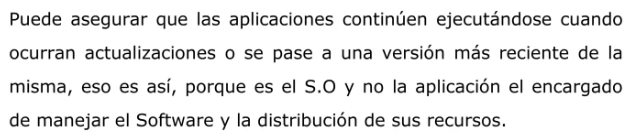 Puede asegurar que las aplicaciones continúen ejecutándose cuando
ocurran actualizaciones o se pase a una versión más reciente de la
misma, eso es así, porque es el S.O y no la aplicación el encargado
de manejar el Software y la distribución de sus recursos.